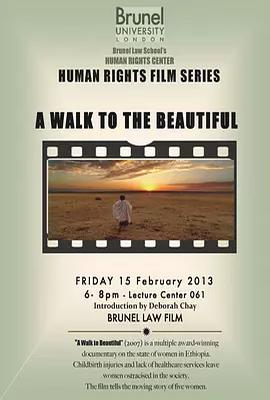 Brunel
UNIVERSITY
LONDON
Brunel Law School's
HUMAN RIGHTS CENTER
HUMAN RIGHTS FILM SERIES
A WALK TO THE BEAUTIFUL
FRIDAY 15 February 2013
6- 8pm - Lecture Center 061
Introduction by Deborah Chay
BRUNEL LAW FILM
"A Walk to Beautiful" (2007) is a multiple award-winning
documentary on the state of women in Ethiopia.
Childbirth injuries and lack of healthcare services leave
women ostracised in the society.
The film tells the moving story of five women.